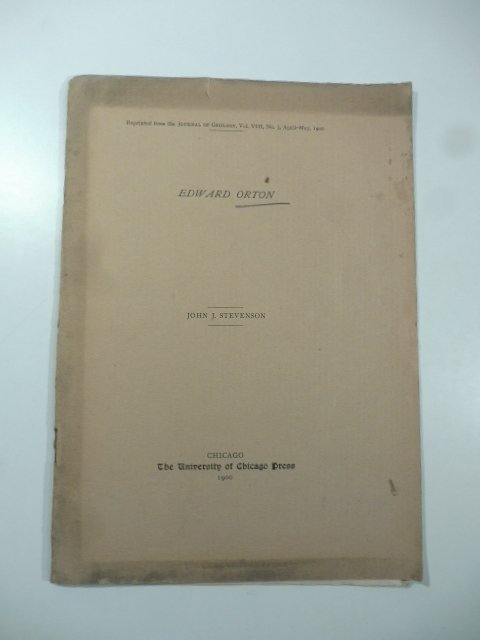 Reprinted from the JOURNAL OF GEOLOGY, Vol. VIII, No. 3, April-May, 1900
EDWARD ORTON
JOHN J. STEVENSON
CHICAGO
The University of Chicago Press
1900